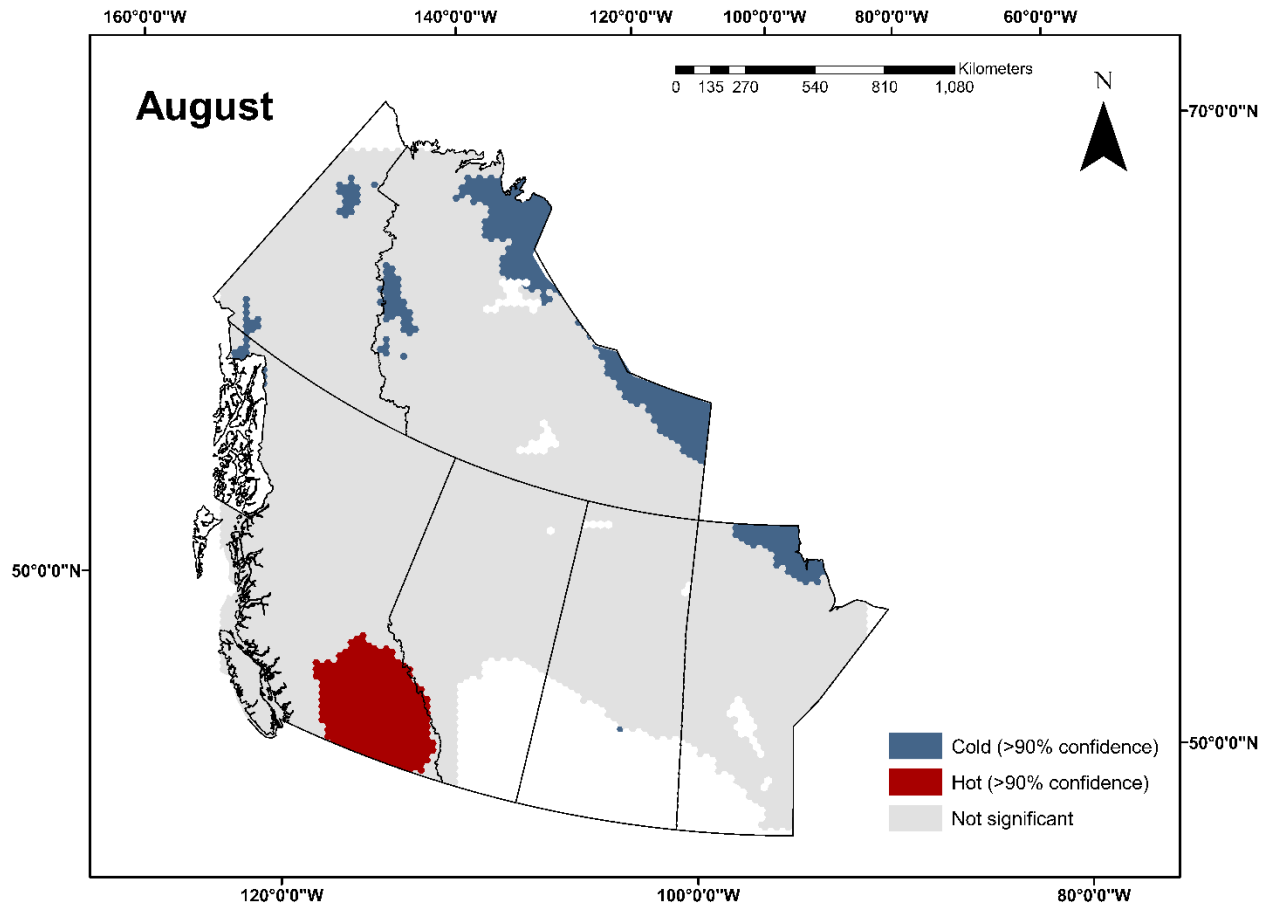 160°0'0"W 140°0'0"W 120°0'0"W 100°0'0"W 80°0'0"W 60°0'0"W
Kilometers
0 135 270 540 810 1,080
N
August
70°0'0"N
50°0'0"N
50°0'0"N
Cold (>90% confidence)
Hot (>90% confidence)
Not significant
120°0'0"W 100°0'0"W 80°0'0"W